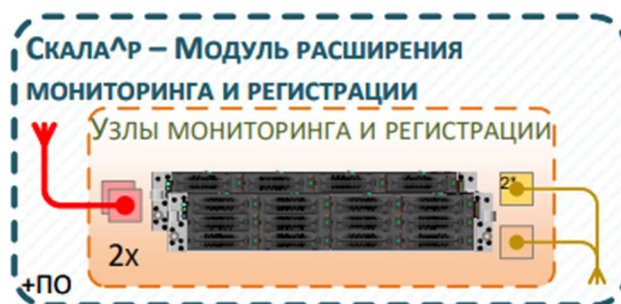 Скала^р – Модуль расширения
мониторинга и регистрации
Узлы мониторинга и регистрации
2*
2x
+ПО